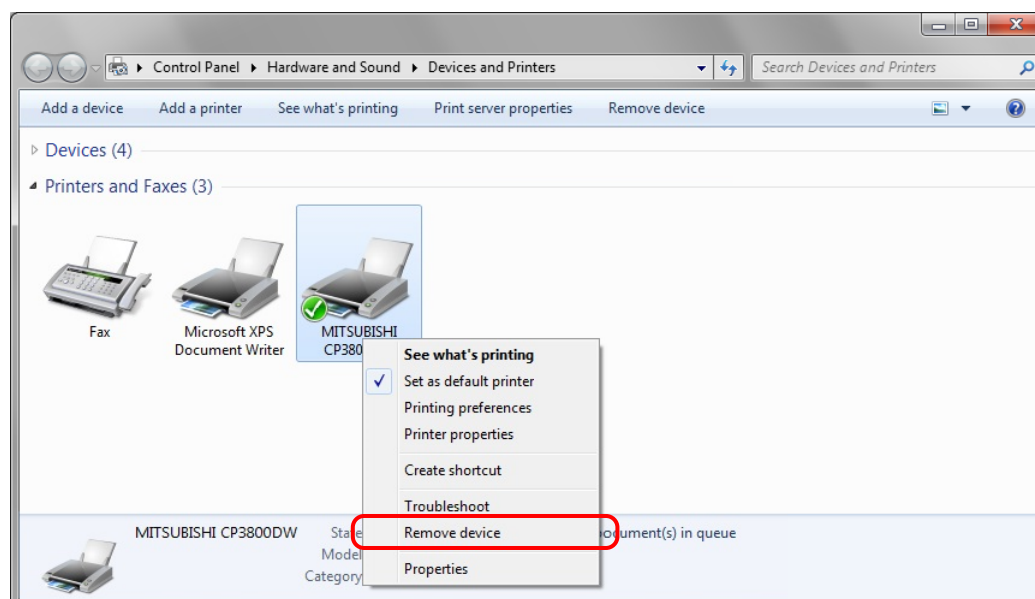 Control Panel Hardware and Sound Devices and Printers Search Devices and Printers
Add a device Add a printer See what's printing Print server properties Remove device
Devices (4)
Printers and Faxes (3)
Fax
Microsoft XPS
Document Writer
MITSUBISHI
CP380
See what's printing
Set as default printer
Printing preferences
Printer properties
Create shortcut
Troubleshoot
Remove device
Properties
MITSUBISHI CP3800DW
Model
Category
in queue